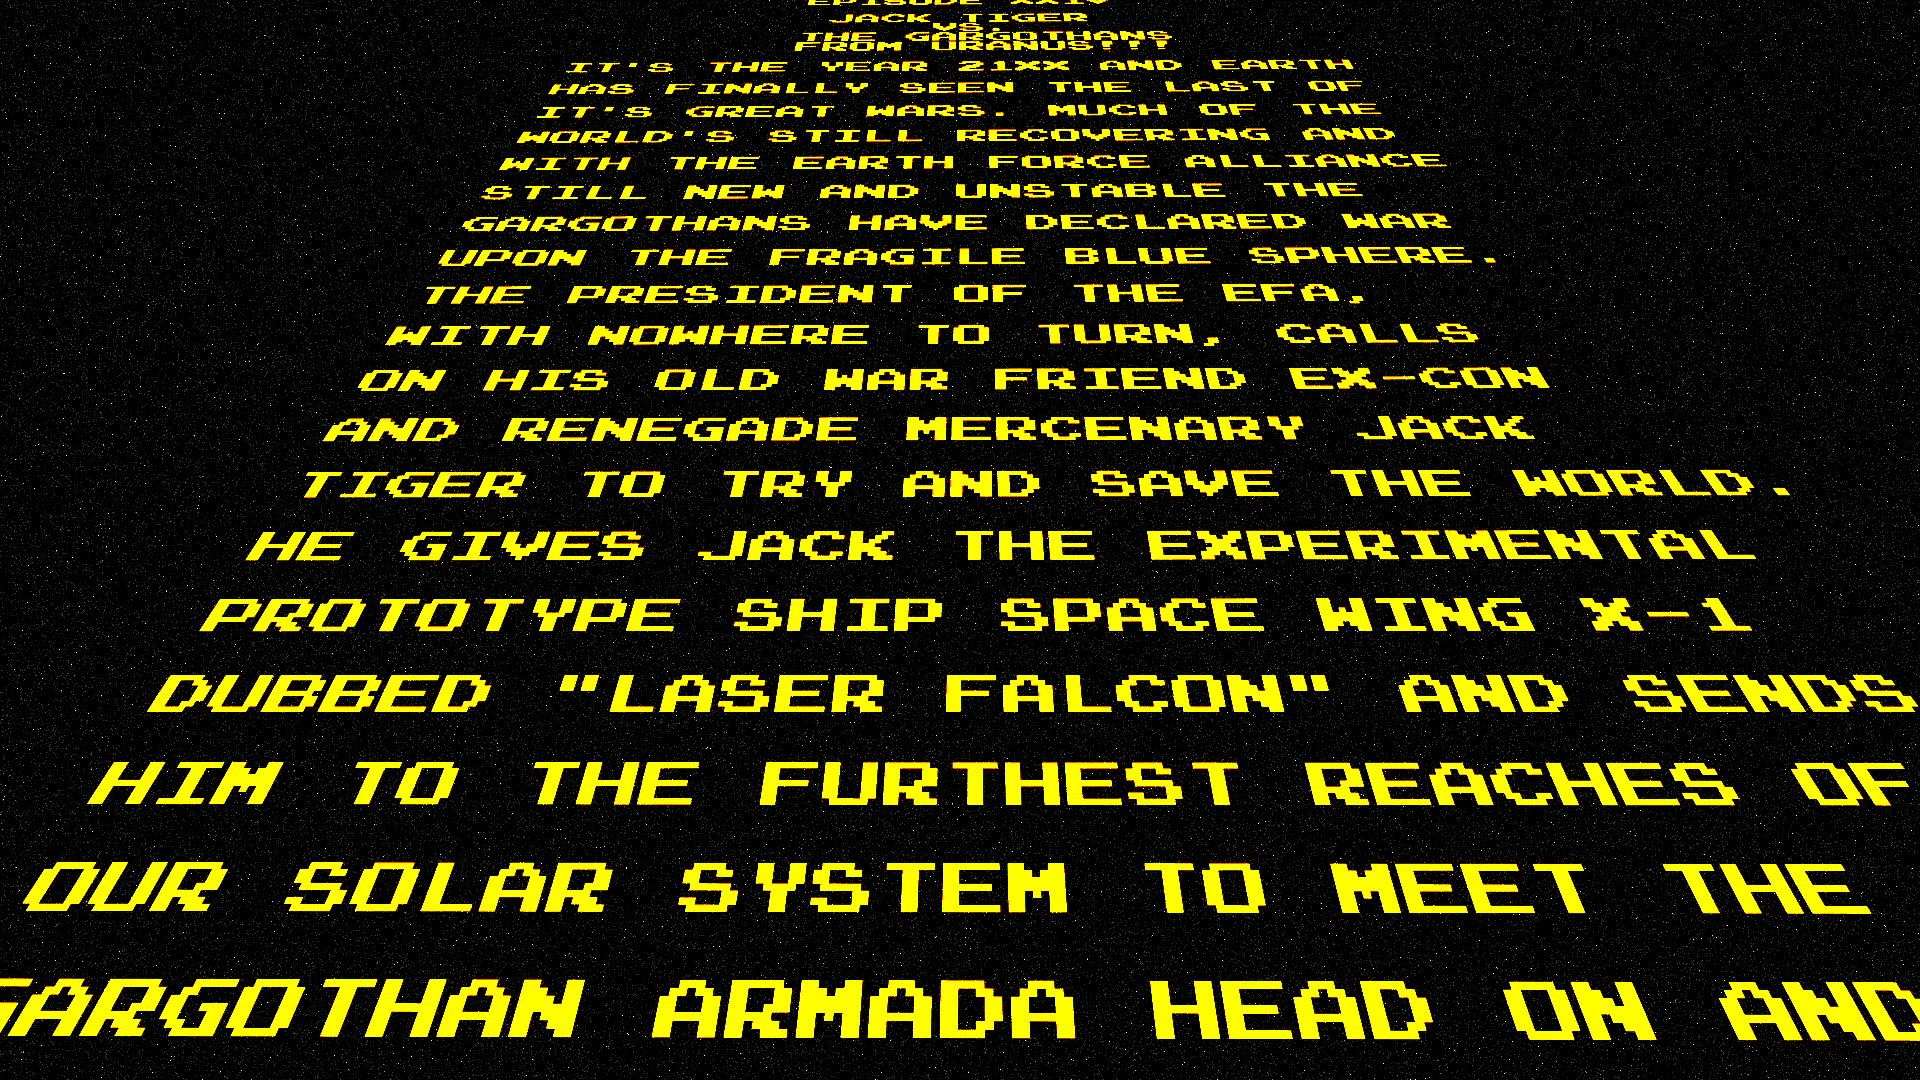 EPISODE XXIV
JACK TIGER
VS.
THE GARGOTHANS
FROM URANUS!!!
IT'S THE YEAR 21XX AND EARTH
HAS FINALLY SEEN THE LAST OF
IT'S GREAT WARS. MUCH OF THE
WORLD'S STILL RECOVERING AND
WITH THE EARTH FORCE ALLIANCE
STILL NEW AND UNSTABLE THE
GARGOTHANS HAVE DECLARED WAR
UPON THE FRAGILE BLUE SPHERE.
THE PRESIDENT OF THE EFA,
WITH NOWHERE TO TURN, CALLS
ON HIS OLD WAR FRIEND EX-CON
AND RENEGADE MERCENARY JACK
TIGER TO TRY AND SAVE THE WORLD.
HE GIVES JACK THE EXPERIMENTAL
PROTOTYPE SHIP SPACE WING X-1
DUBBED "LASER FALCON" AND SENDS
HIM TO THE FURTHEST REACHES OF
OUR SOLAR SYSTEM TO MEET THE
GARGOTHAN ARMADA HEAD ON AND